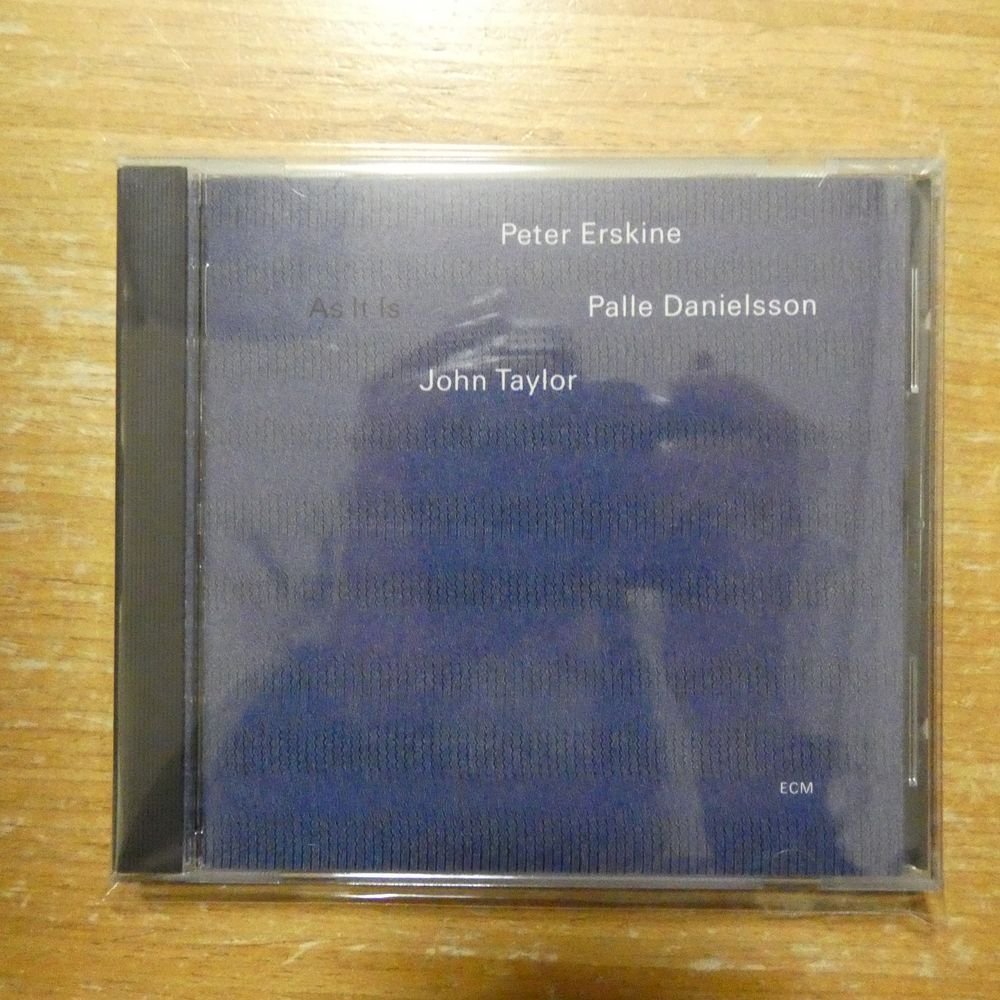 Peter Erskine
As It Is
Palle Danielsson
John Taylor
ECM